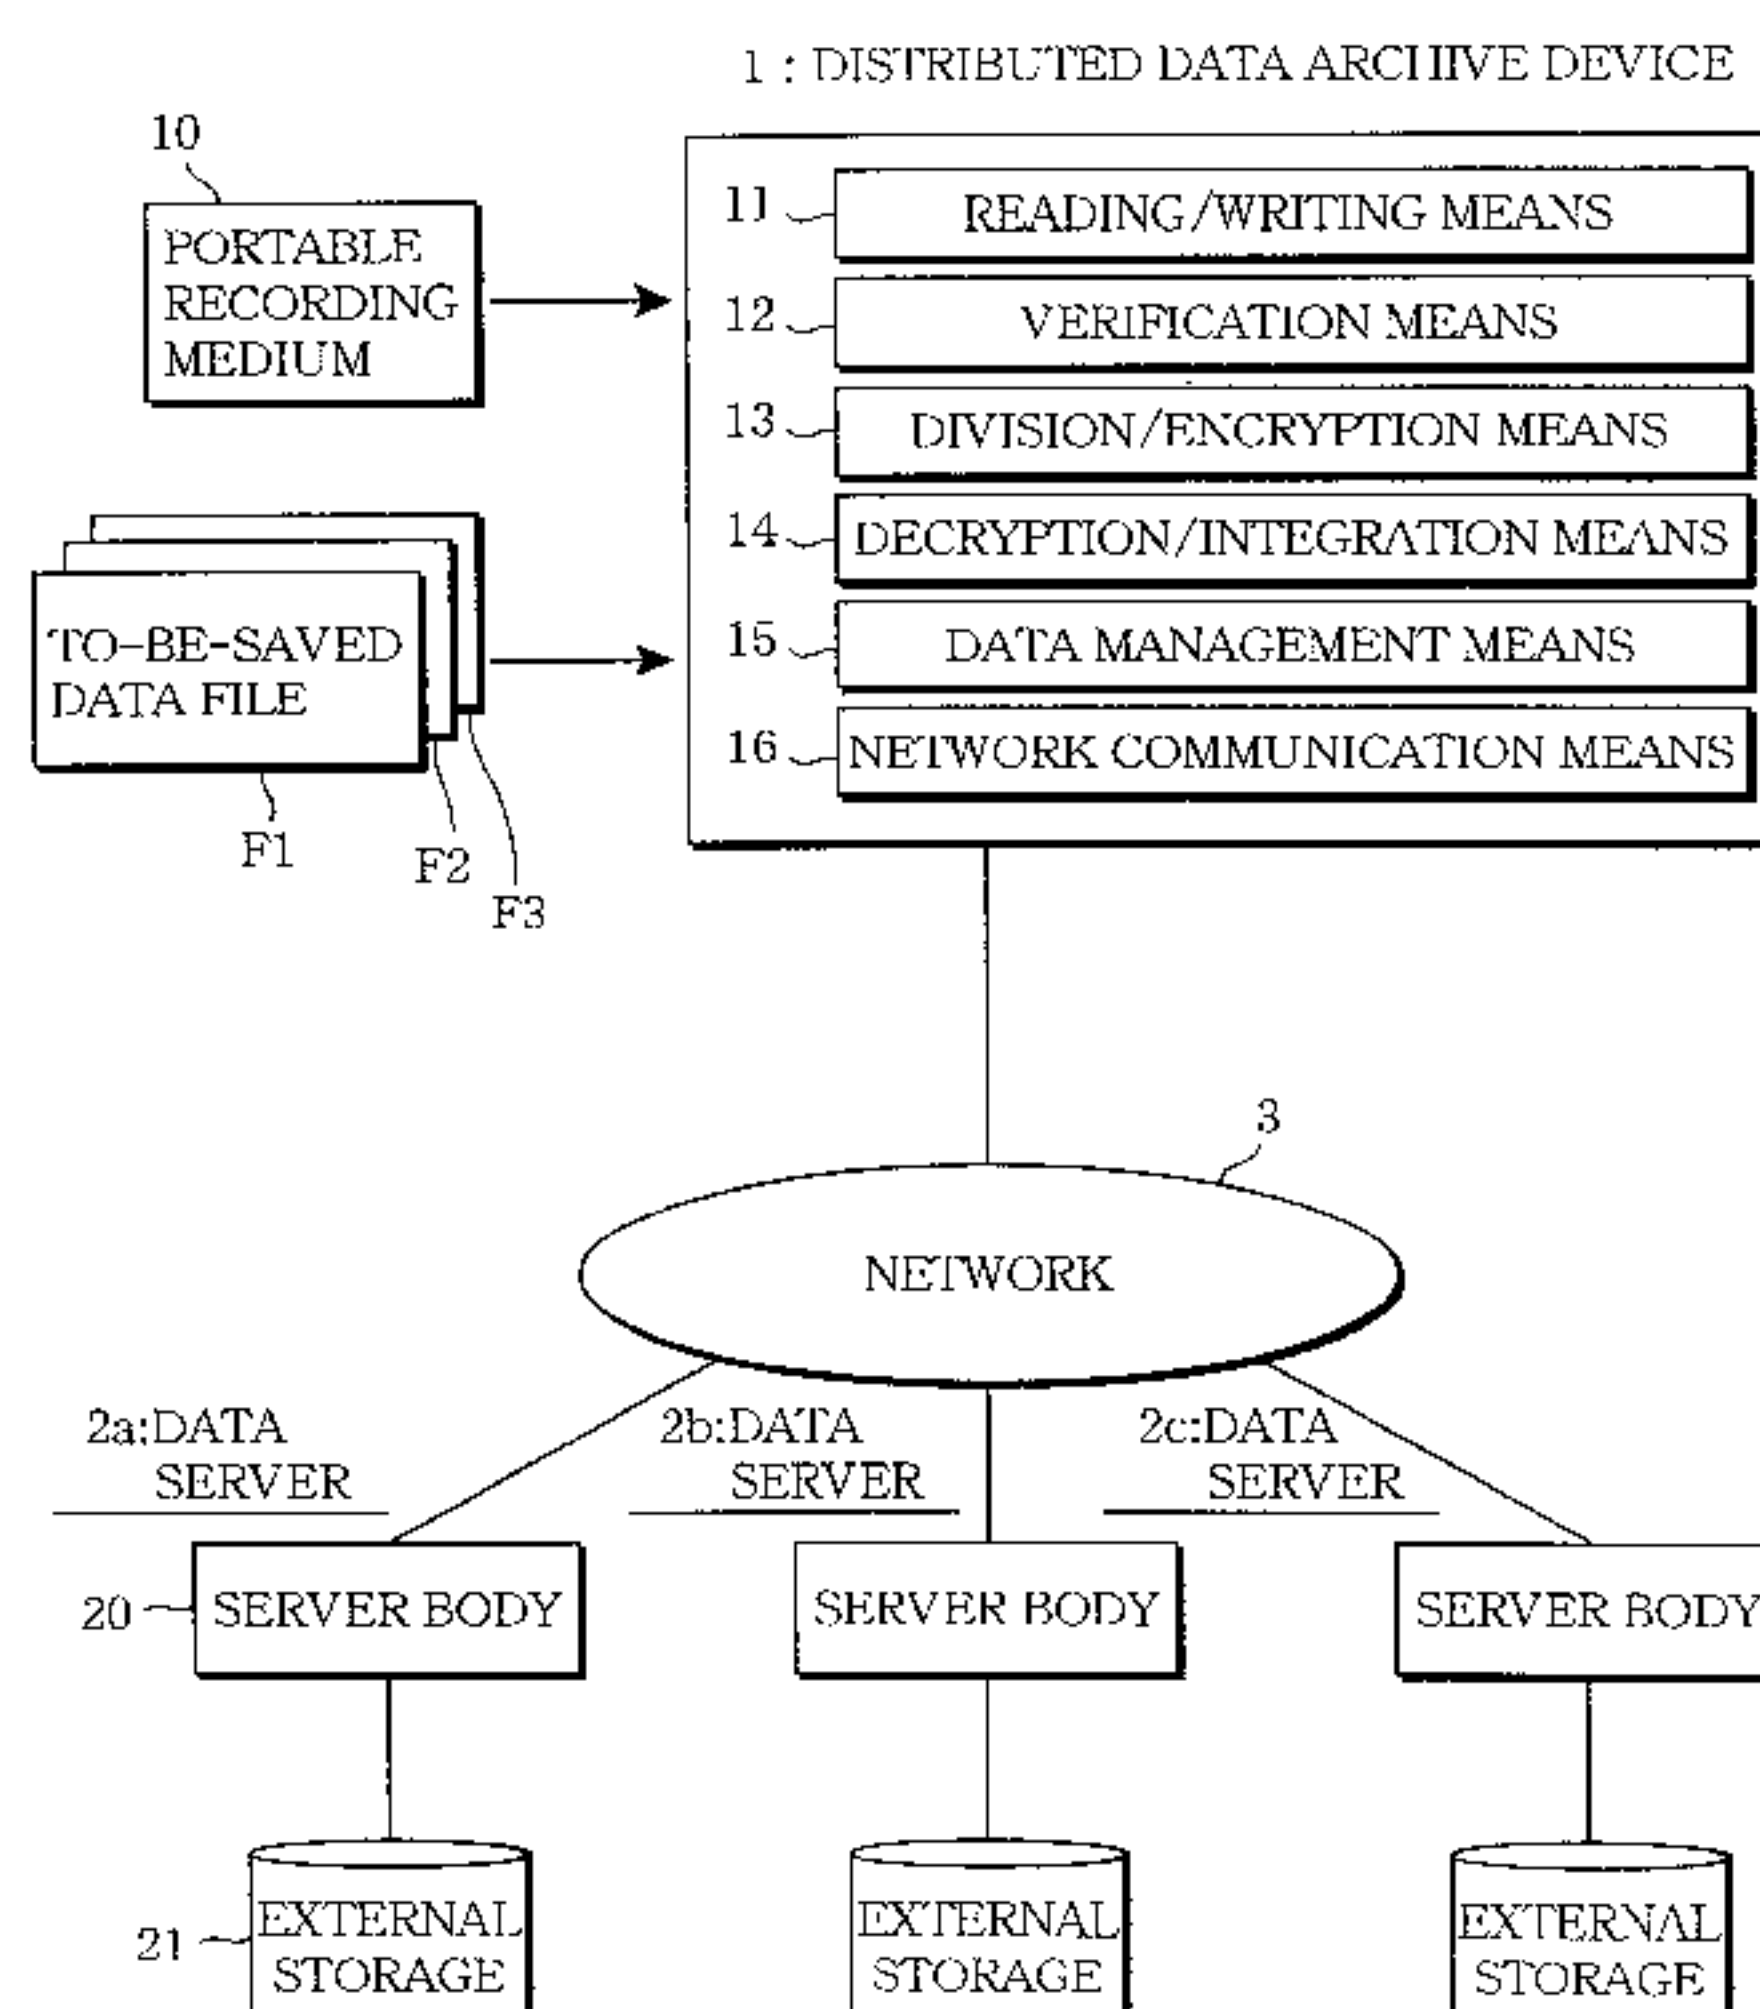 1 : DISTRIBUTED DATA ARCHIVE DEVICE
10
PORTABLE
RECORDING
MEDIUM
11
READING/WRITING MEANS
12
VERIFICATION MEANS
13
DIVISION/ENCRYPTION MEANS
14
DECRYPTION/INTEGRATION MEANS
15
DATA MANAGEMENT MEANS
16
NETWORK COMMUNICATION MEANS
TO-BE-SAVED
DATA FILE
F1
F2
F3
3
NETWORK
2a:DATA
SERVER
2b:DATA
SERVER
2c:DATA
SERVER
20
SERVER BODY
SERVER BODY
SERVER BODY
21
EXTERNAL
STORAGE
EXTERNAL
STORAGE
EXTERNAL
STORAGE